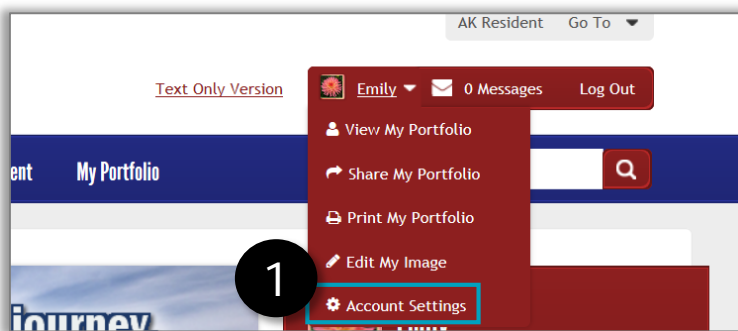 AK Resident Go To
Text Only Version Emily 0 Messages Log Out
View My Portfolio
ent My Portfolio Share My Portfolio
Print My Portfolio
Edit My Image
1 Account Settings
journey